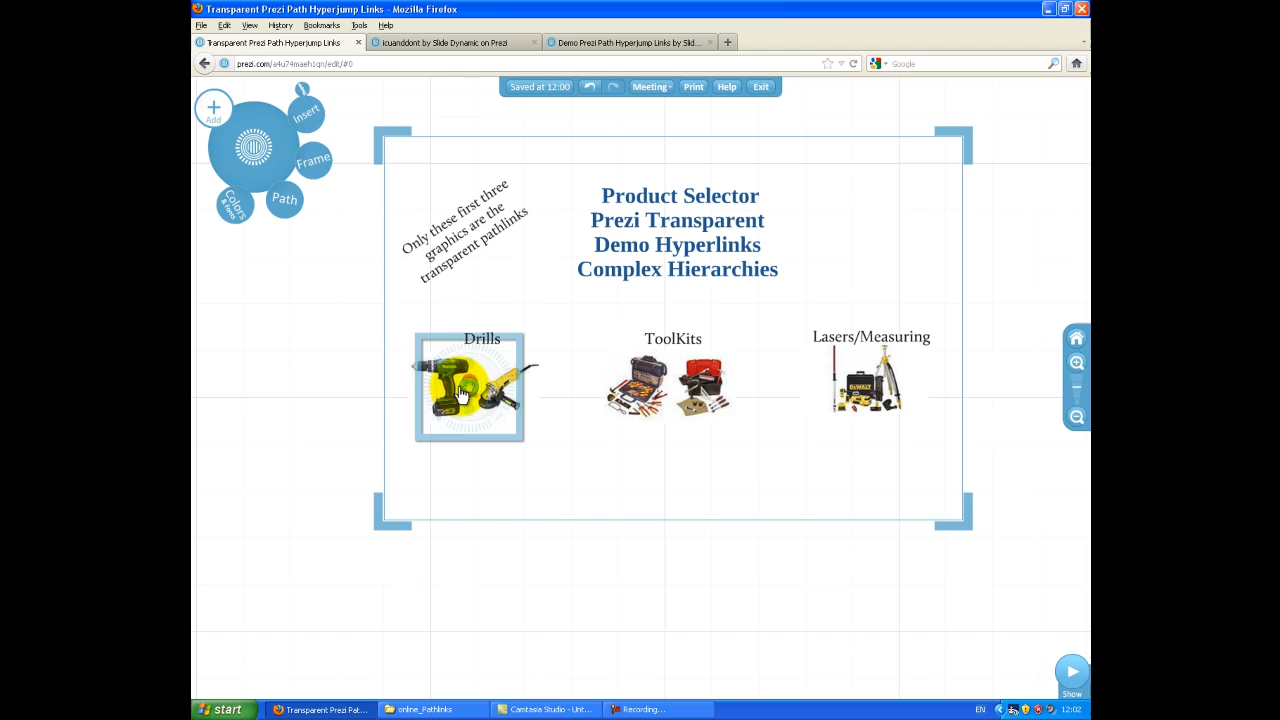 Transparent Prezi Path Hyperjump Links - Mozilla Firefox
File Edit View History Bookmarks Tools Help
Transparent Prezi Path Hyperjump Links
icuanddont by Slide Dynamic on Prezi
Demo Prezi Path Hyperjump Links by Slid...
prezi.com/a4u74maeh1qn/edit/#0
Google
Saved at 12:00 Meeting Print Help Exit
Add
Insert
Frame
Path
Colors
& Fonts
Only these first three
graphics are the
transparent pathlinks
Product Selector
Prezi Transparent
Demo Hyperlinks
Complex Hierarchies
Drills
ToolKits
Lasers/Measuring
DEWALT
Show
start
Transparent Prezi Pat...
online_Pathlinks
Camtasia Studio - Unt...
Recording...
EN
12:02